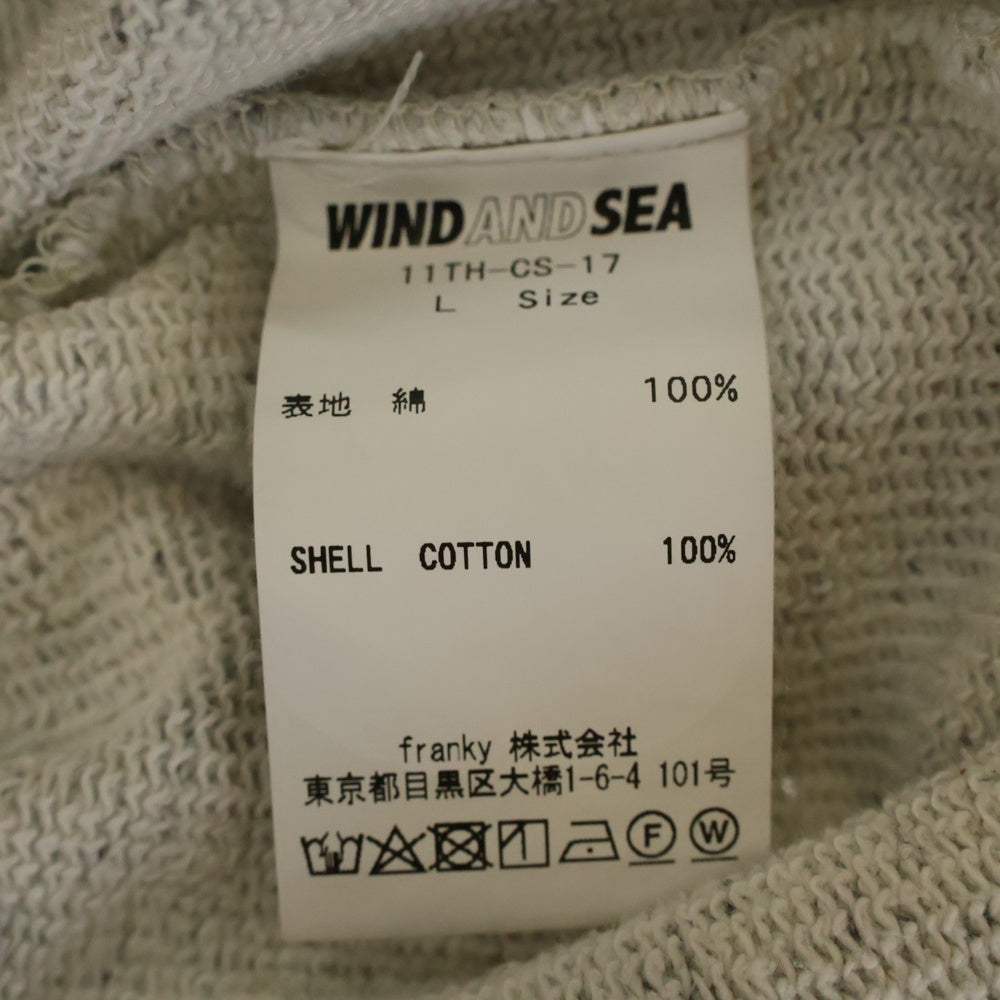 WINDANDSEA
11TH-CS-17
L Size
表地 綿 100%
SHELL COTTON 100%
franky 株式会社
東京都目黒区大橋1-6-4 101号
F W